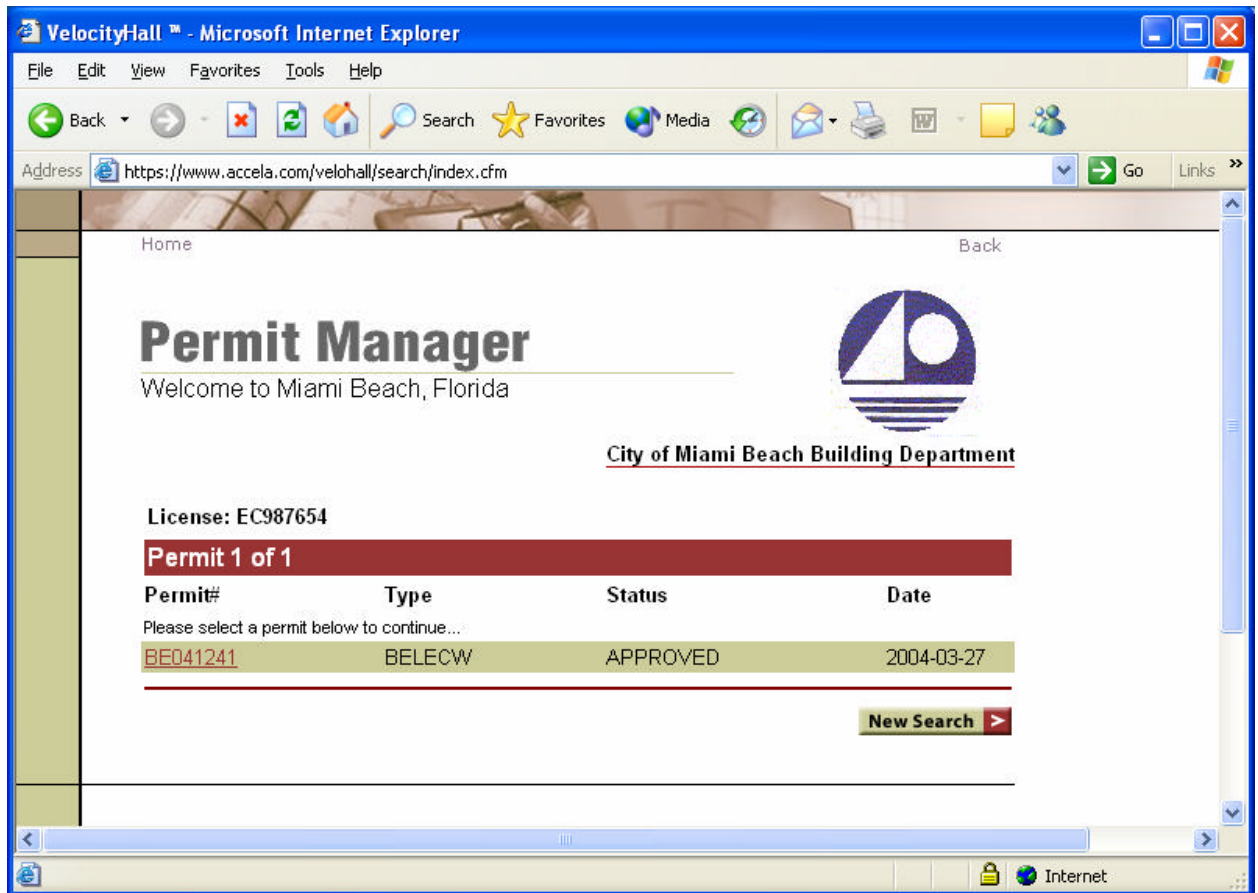 VelocityHall ™ - Microsoft Internet Explorer
File Edit View Favorites Tools Help
Back Search Favorites Media
Address https://www.accela.com/velohall/search/index.cfm Go Links »
Home Back
Permit Manager
Welcome to Miami Beach, Florida
City of Miami Beach Building Department
License: EC987654
Permit 1 of 1
Permit# Type Status Date
Please select a permit below to continue...
BE041241 BELECW APPROVED 2004-03-27
New Search >
Internet